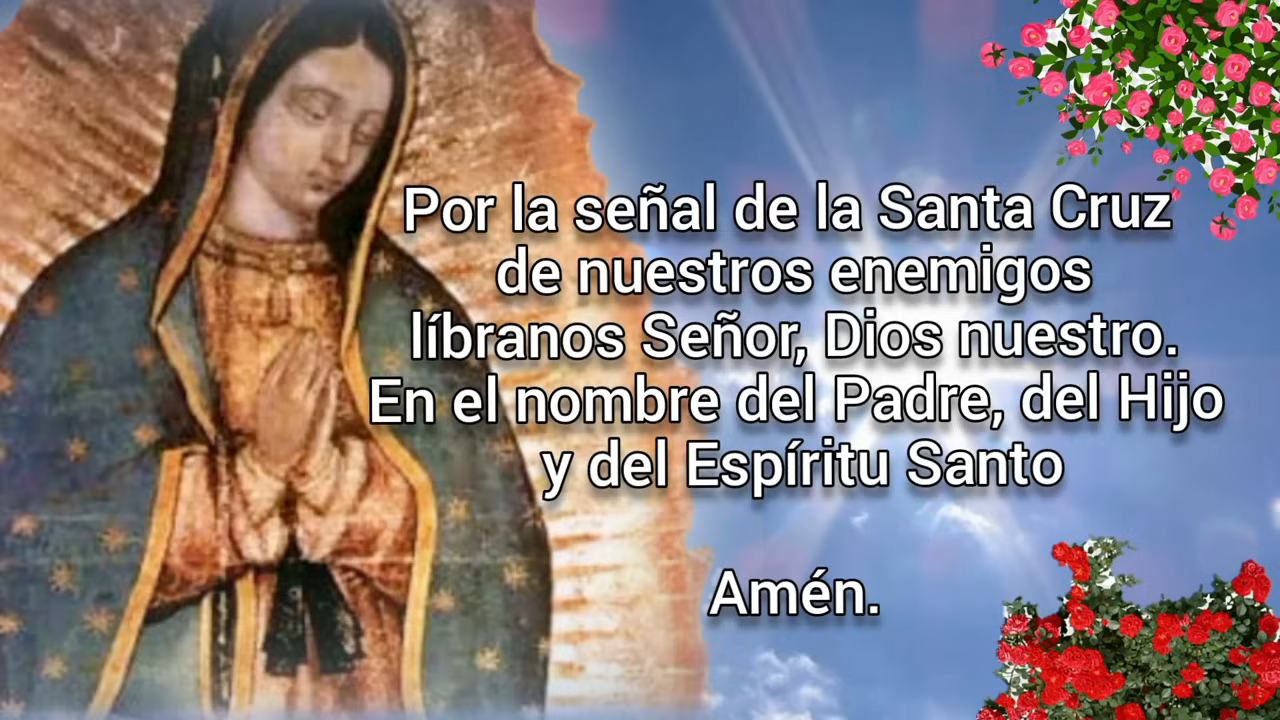 Por la señal de la Santa Cruz
de nuestros enemigos
líbranos Señor, Dios nuestro.
En el nombre del Padre, del Hijo
y del Espíritu Santo
Amén.